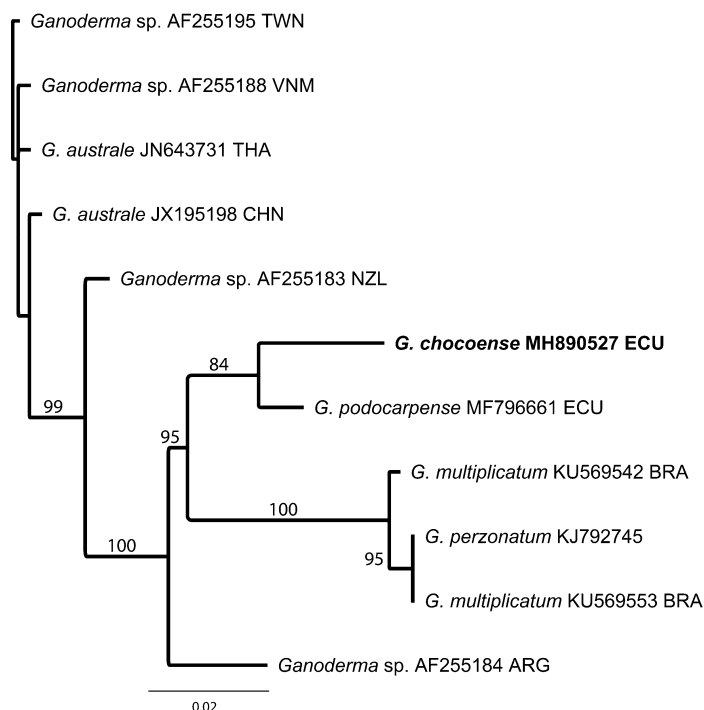 Ganoderma sp. AF255195 TWN
Ganoderma sp. AF255188 VNM
G. australe JN643731 THA
G. australe JX195198 CHN
Ganoderma sp. AF255183 NZL
G. chocoense MH890527 ECU
84
G. podocarpense MF796661 ECU
99
95
G. multiplicatum KU569542 BRA
100
G. perzonatum KJ792745
100
95
G. multiplicatum KU569553 BRA
Ganoderma sp. AF255184 ARG
0.02